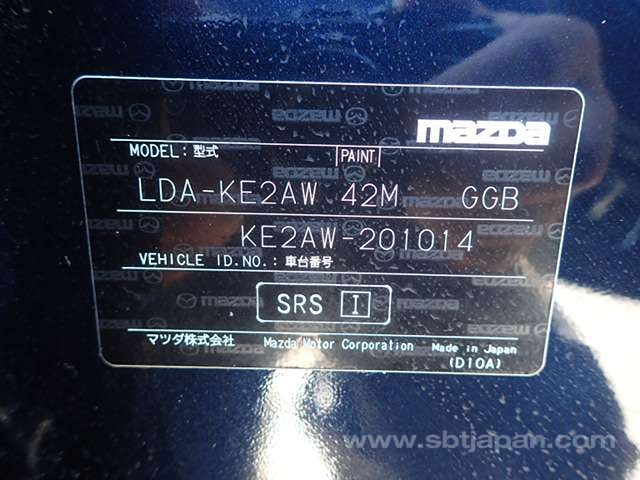 mazda
MODEL: 型式 PAINT
LDA-KE2AW 42M GGB
KE2AW-201014
VEHICLE ID.NO.: 車台番号
SRS I
マツダ株式会社 Mazda Motor Corporation Made in Japan
(D10A)
www.sbtjapan.com